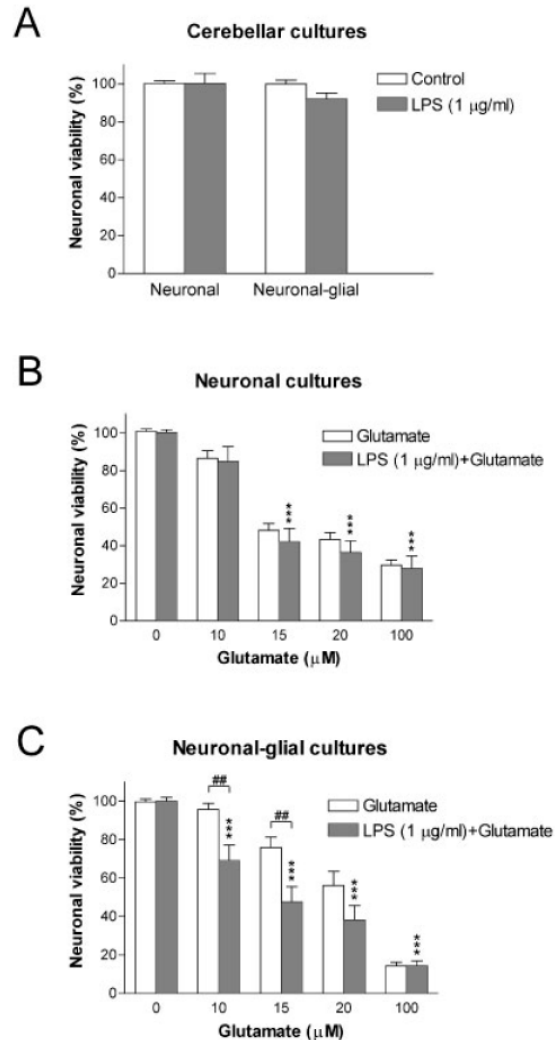 A
Cerebellar cultures
Neuronal viability (%)
100
80
60
40
20
0
Control
LPS (1 μg/ml)
Neuronal Neuronal-glial
B
Neuronal cultures
Neuronal viability (%)
100
80
60
40
20
0
Glutamate
LPS (1 μg/ml)+Glutamate
***
***
***
0 10 15 20 100
Glutamate (μM)
C
Neuronal-glial cultures
Neuronal viability (%)
100
80
60
40
20
0
Glutamate
LPS (1 μg/ml)+Glutamate
##
##
***
***
***
***
0 10 15 20 100
Glutamate (μM)